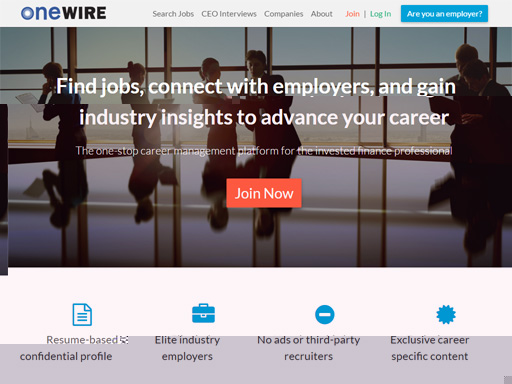 onewire
Search Jobs CEO Interviews Companies About Join | Log In Are you an employer?
Find jobs, connect with employers, and gain
industry insights to advance your career
The one-stop career management platform for the invested finance professional
Join Now
Resume-based
confidential profile
Elite industry
employers
No ads or third-party
recruiters
Exclusive career
specific content